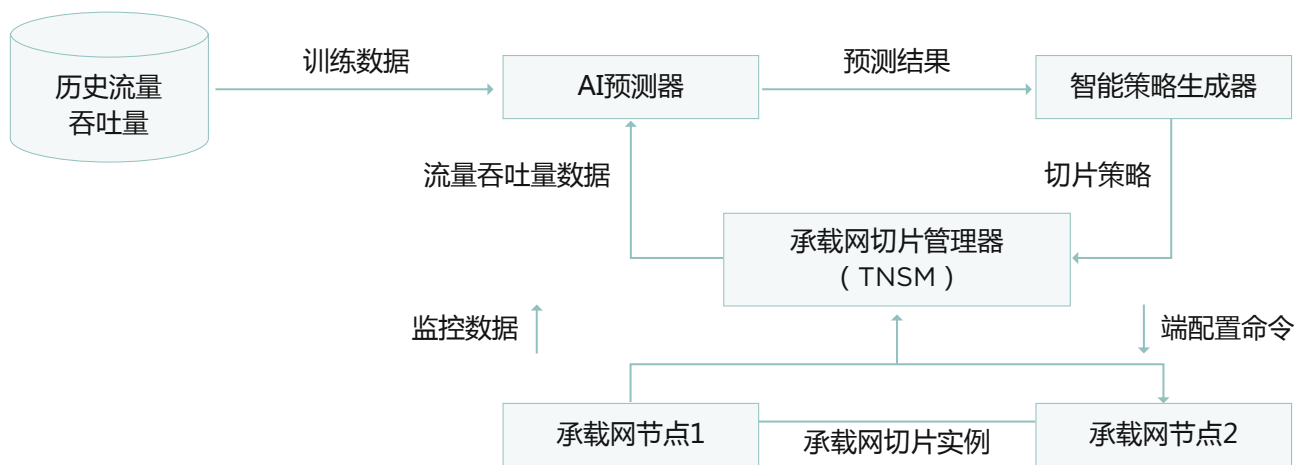 历史流量
吞吐量
训练数据
AI预测器
预测结果
智能策略生成器
流量吞吐量数据
切片策略
承载网切片管理器
（TNSM）
监控数据
端配置命令
承载网节点1
承载网切片实例
承载网节点2